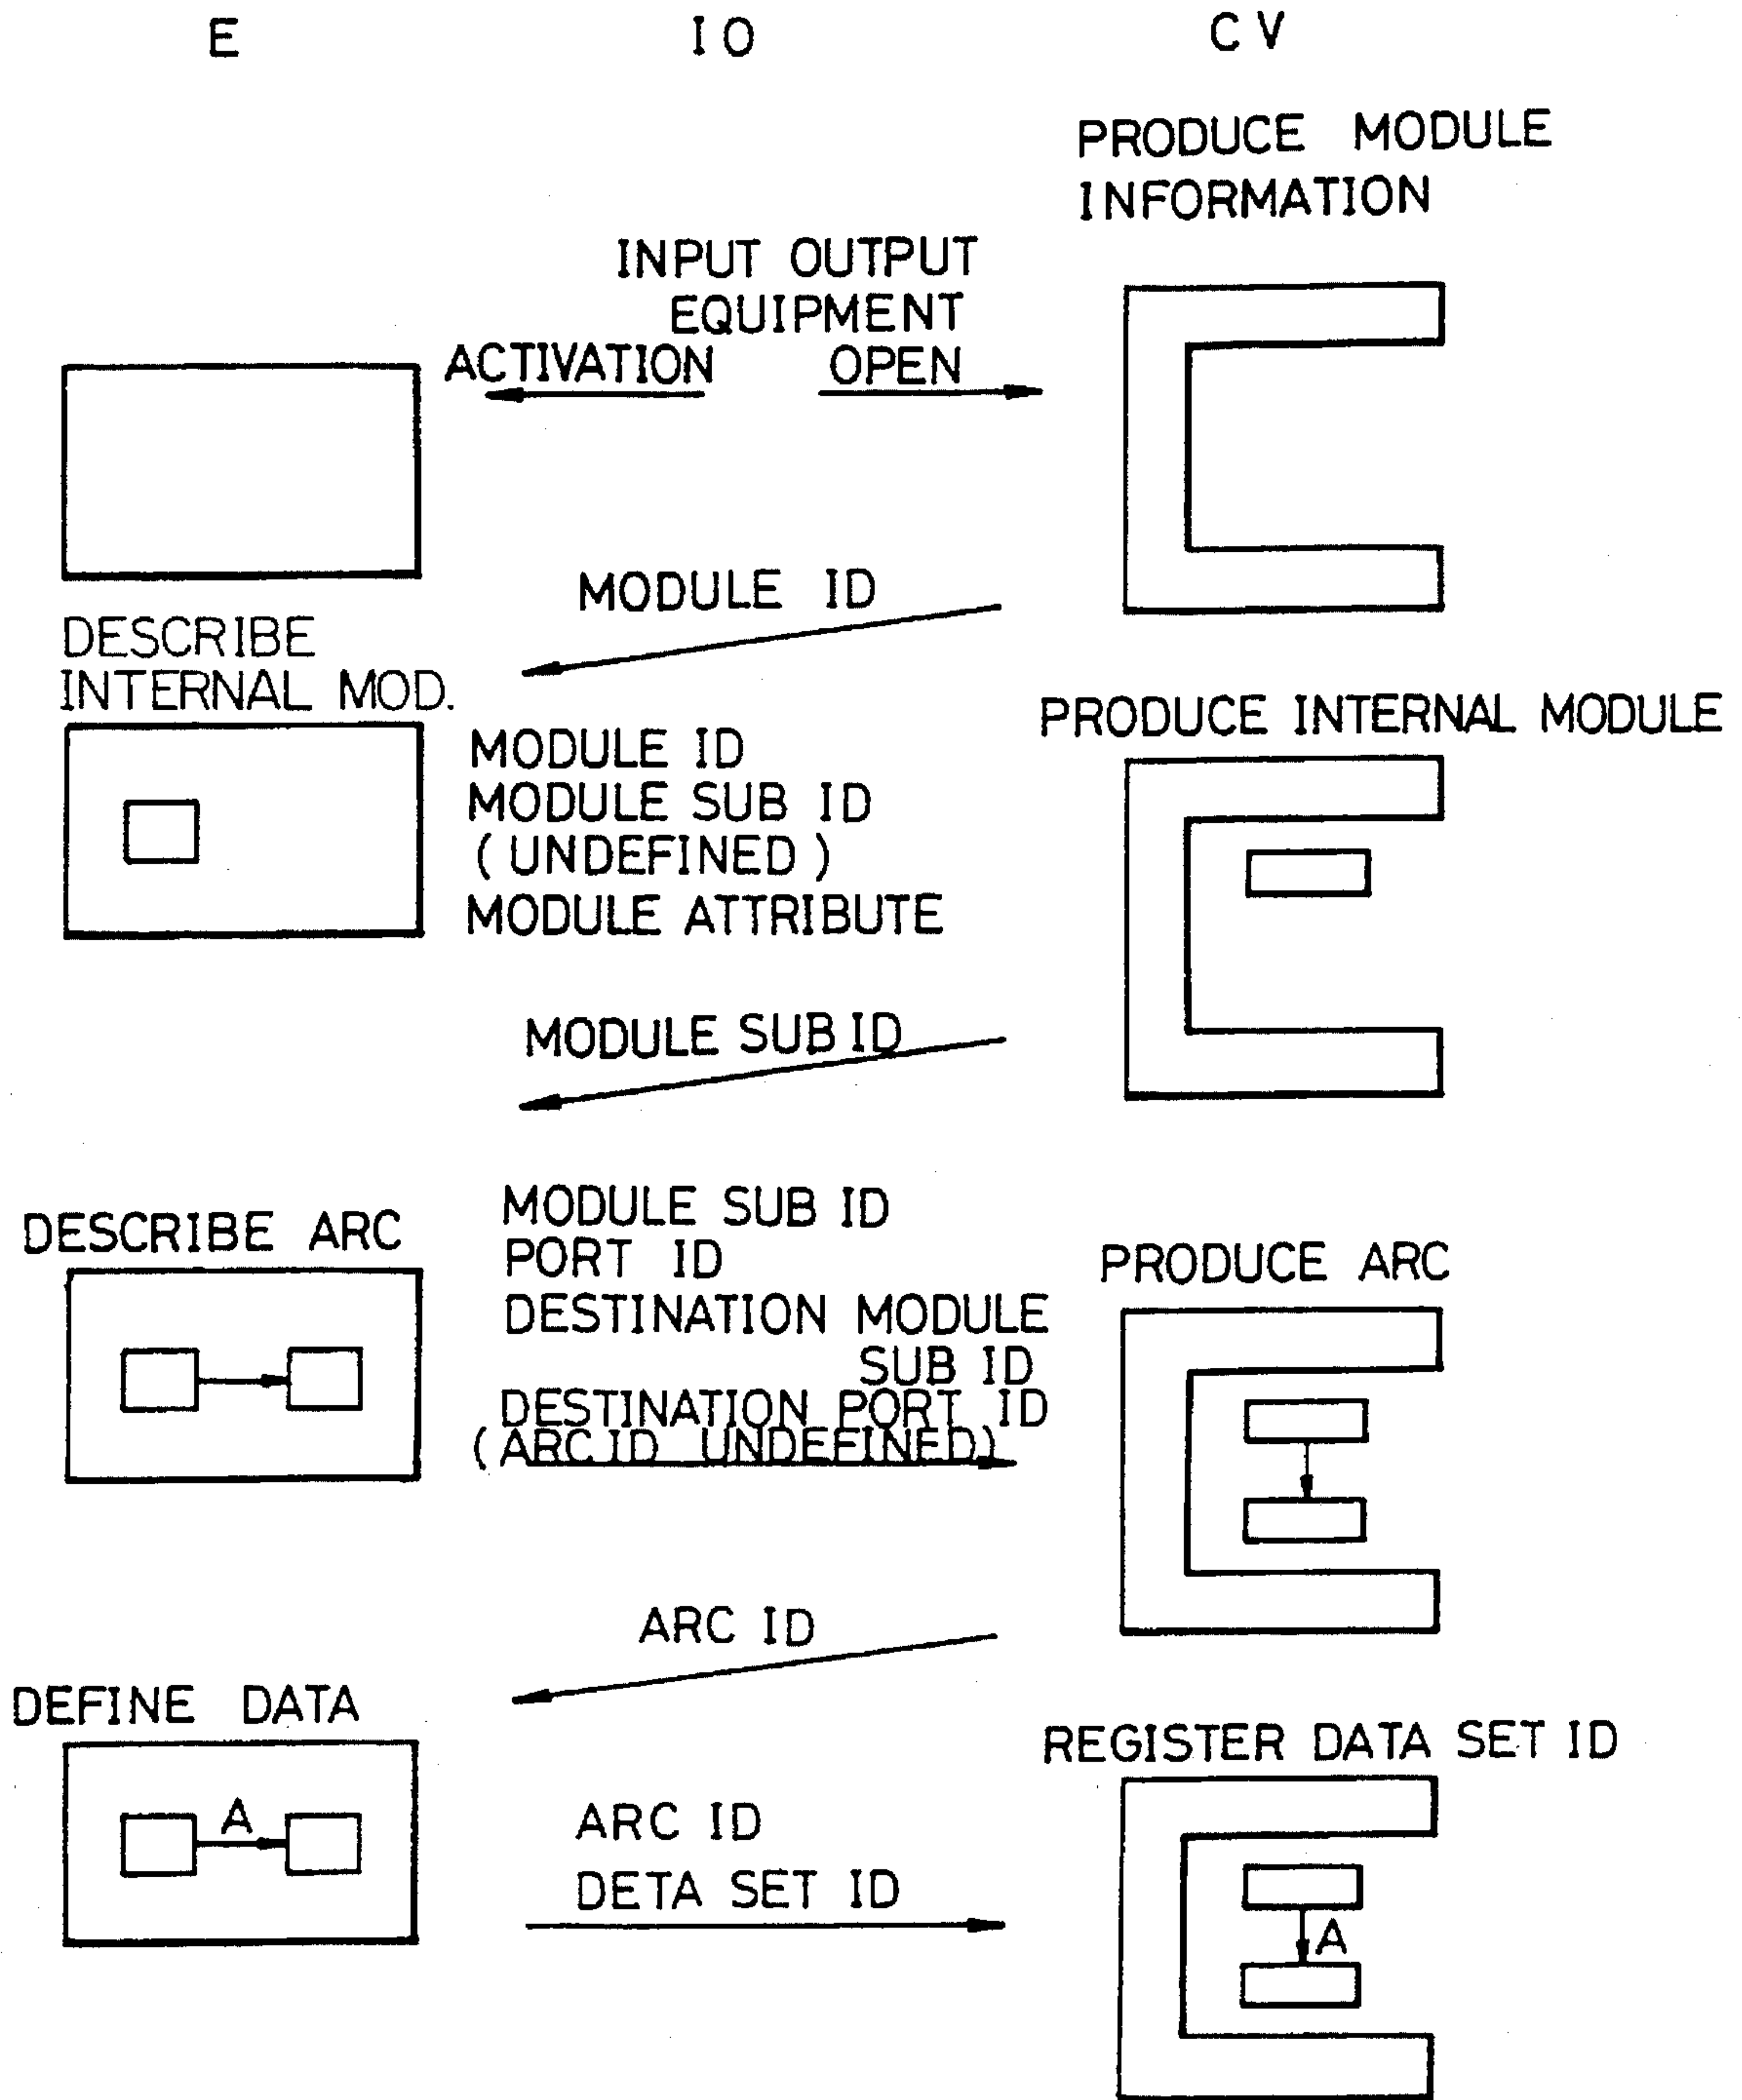 E IO CV
PRODUCE MODULE
INFORMATION
INPUT OUTPUT
EQUIPMENT
ACTIVATION OPEN
MODULE ID
DESCRIBE
INTERNAL MOD.
PRODUCE INTERNAL MODULE
MODULE ID
MODULE SUB ID
(UNDEFINED)
MODULE ATTRIBUTE
MODULE SUB ID
DESCRIBE ARC
MODULE SUB ID
PORT ID
DESTINATION MODULE
SUB ID
DESTINATION PORT ID
(ARC ID UNDEFINED)
PRODUCE ARC
ARC ID
DEFINE DATA
A
ARC ID
DETA SET ID
REGISTER DATA SET ID
A